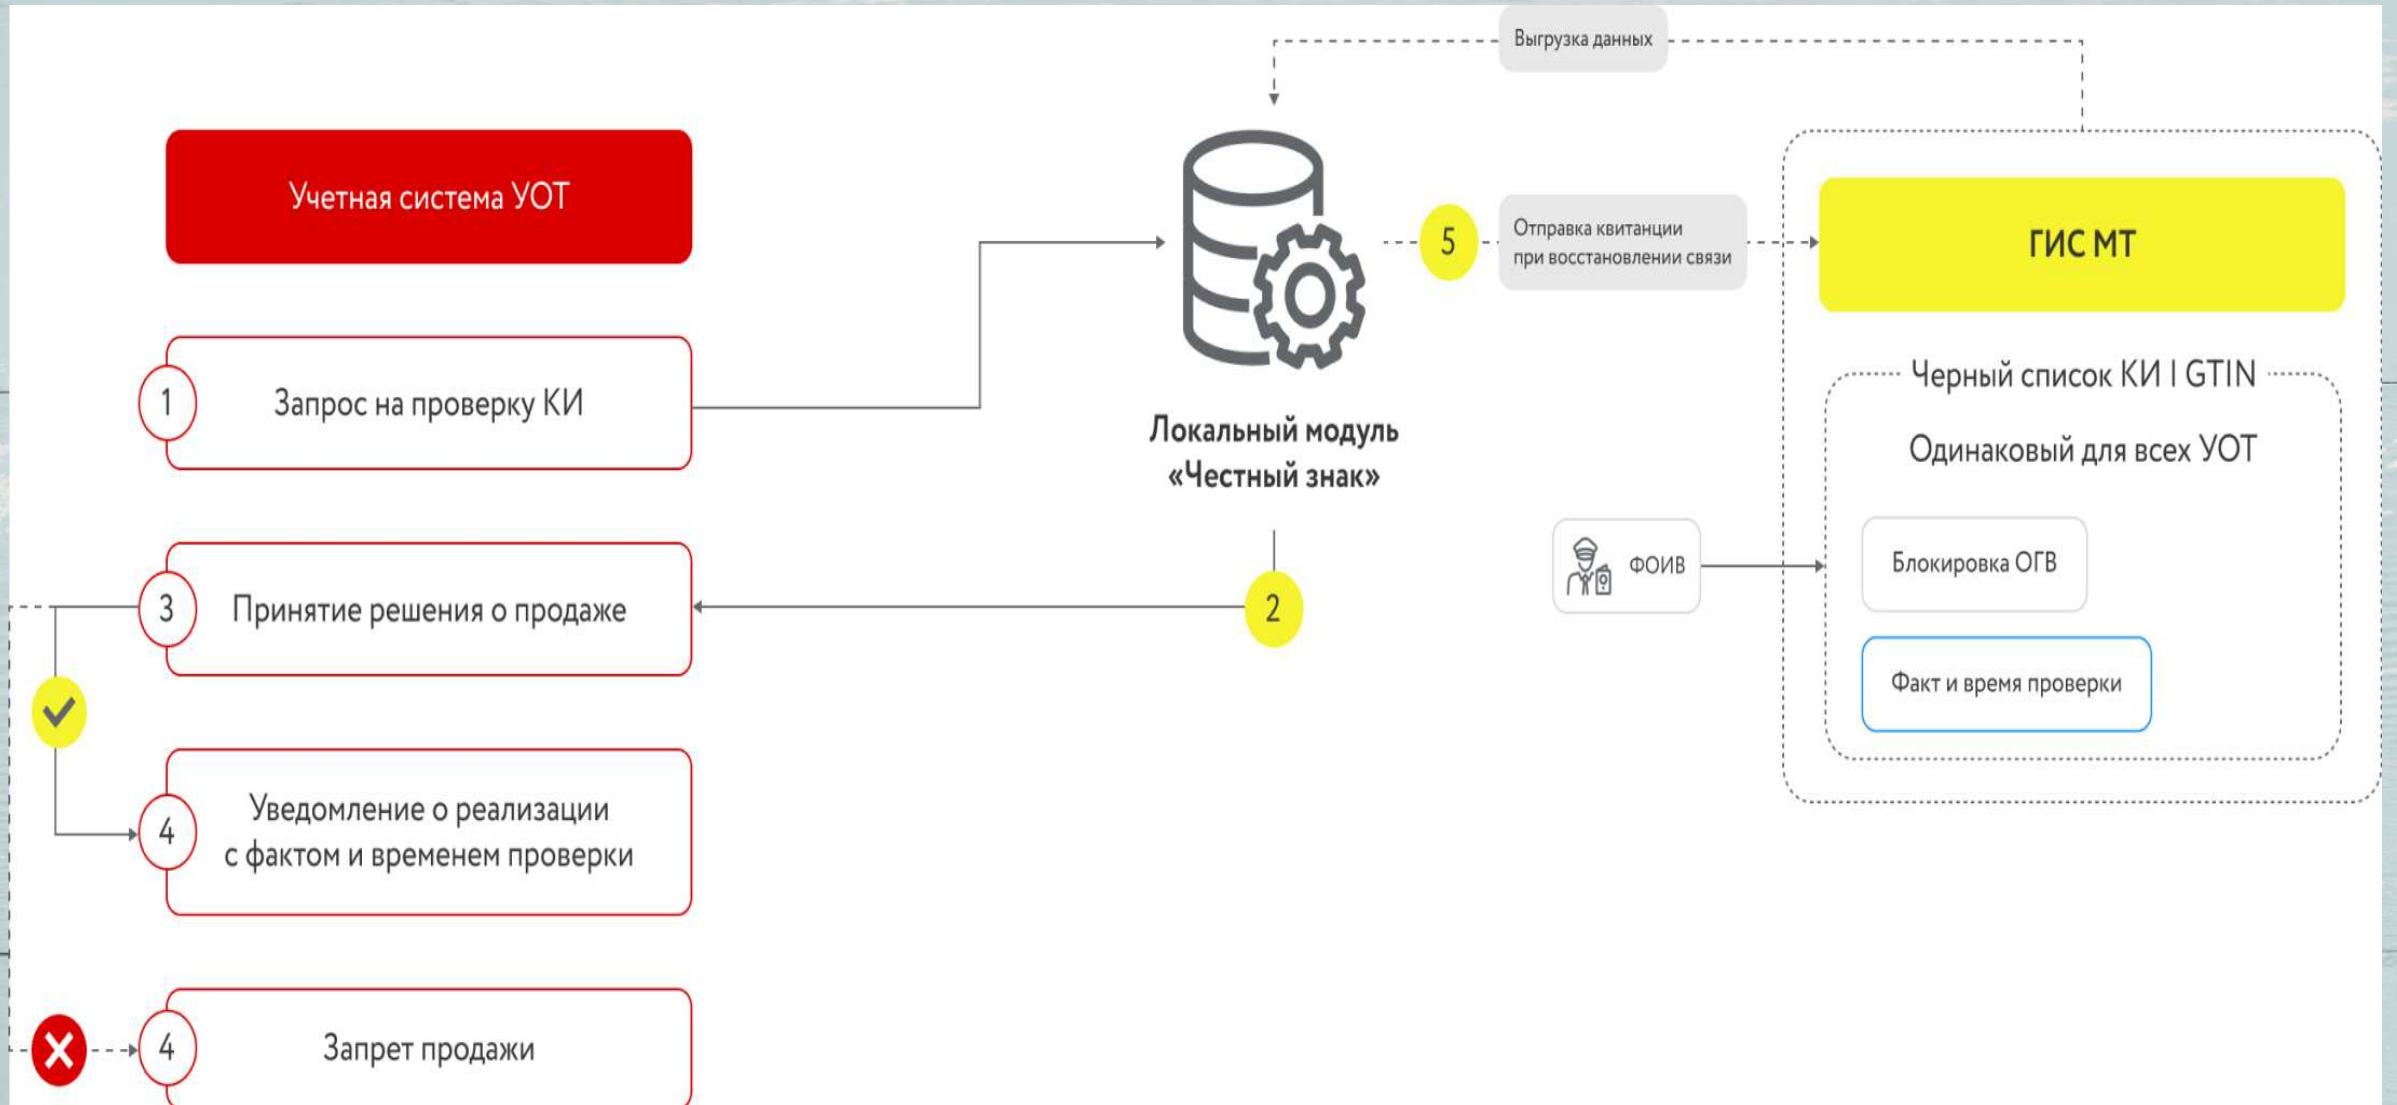 Выгрузка данных
Учетная система УОТ
5
Отправка квитанции
при восстановлении связи
ГИС МТ
1
Запрос на проверку КИ
Локальный модуль
«Честный знак»
Черный список КИ I GTIN
Одинаковый для всех УОТ
ФОИВ
Блокировка ОГВ
Факт и время проверки
2
3
Принятие решения о продаже
4
Уведомление о реализации
с фактом и временем проверки
4
Запрет продажи